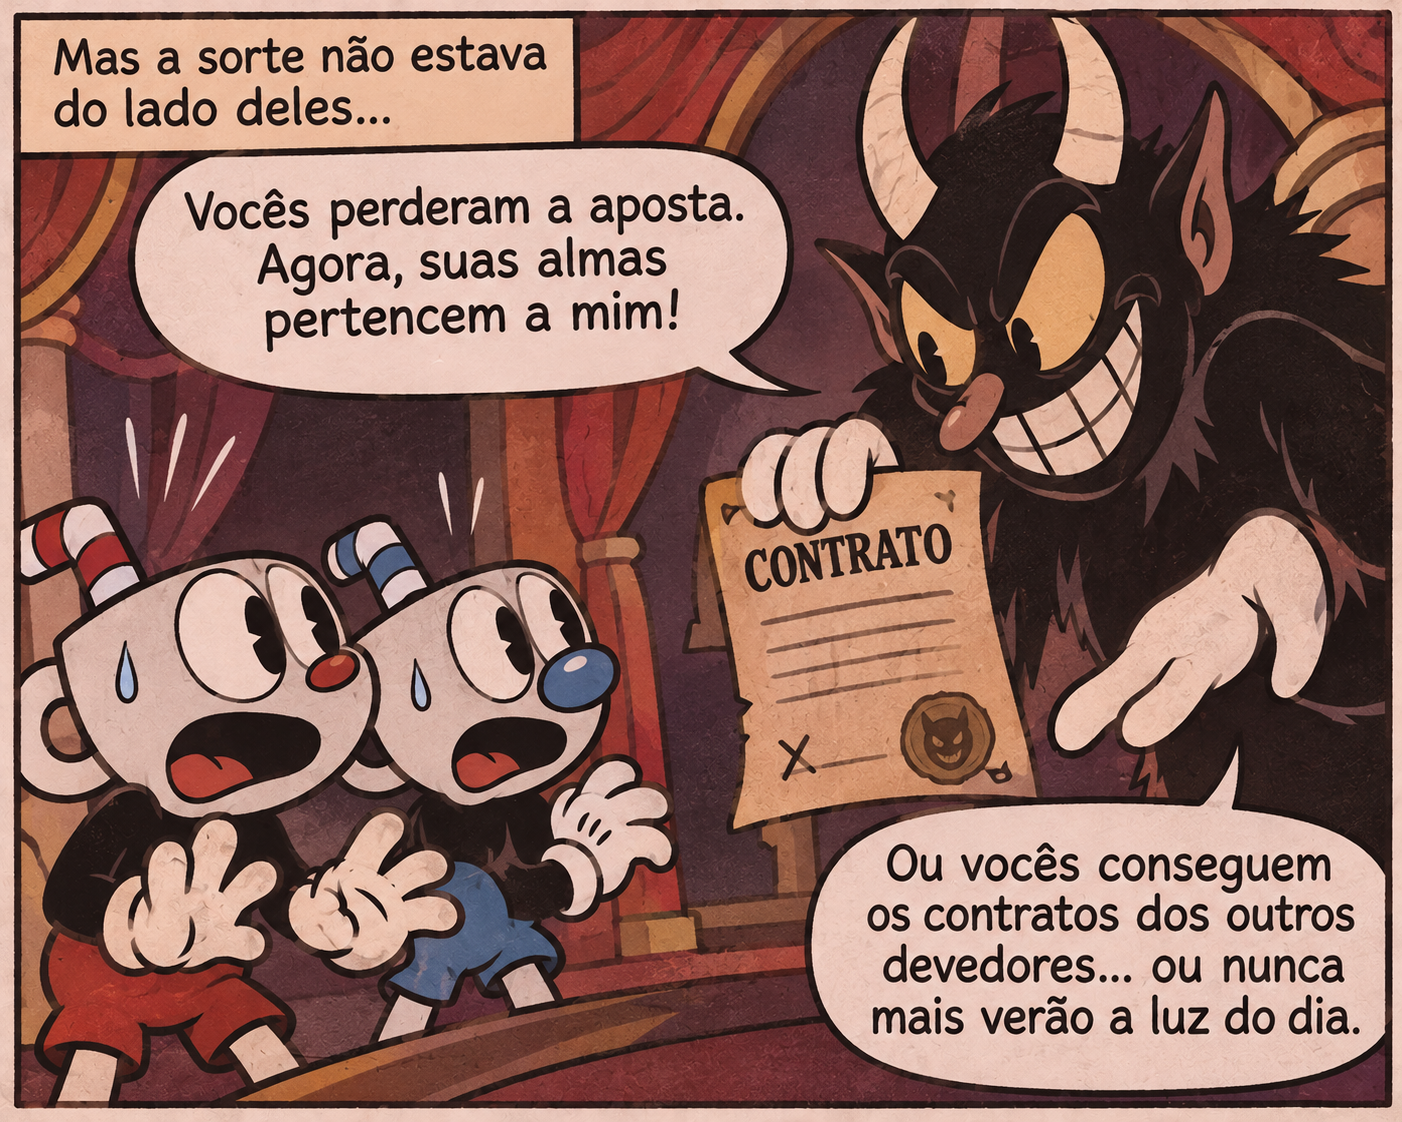 Mas a sorte não estava
do lado deles...
Vocês perderam a aposta.
Agora, suas almas
pertencem a mim!
CONTRATO
X
Ou vocês conseguem
os contratos dos outros
devedores... ou nunca
mais verão a luz do dia.